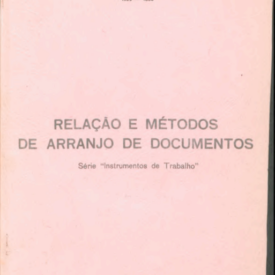 RELAÇÃO E MÉTODOS
DE ARRANJO DE DOCUMENTOS
Série "Instrumentos de Trabalho"